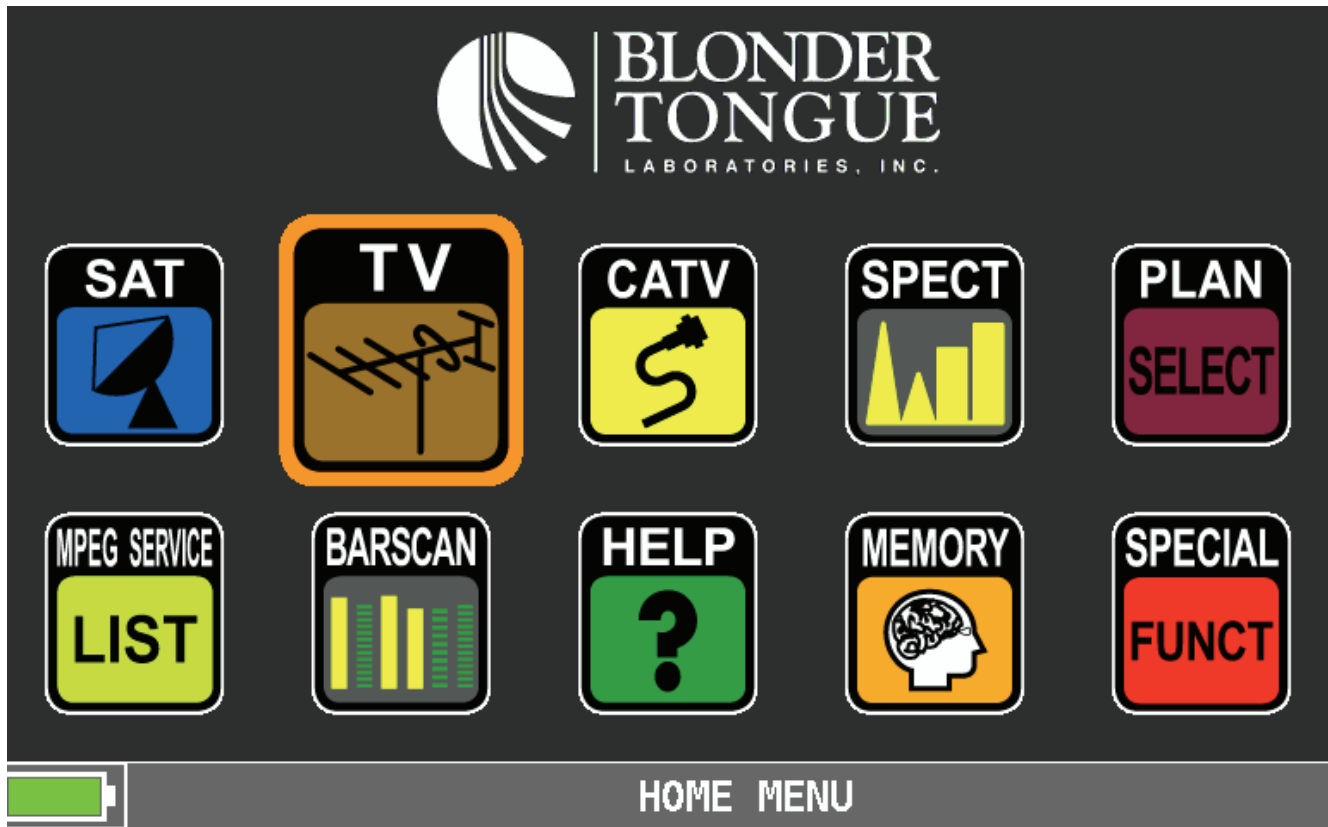 BLONDER
TONGUE
LABORATORIES, INC.
SAT
TV
CATV
SPECT
PLAN
SELECT
MPEG SERVICE
LIST
BARSCAN
HELP
?
MEMORY
SPECIAL
FUNCT
HOME MENU